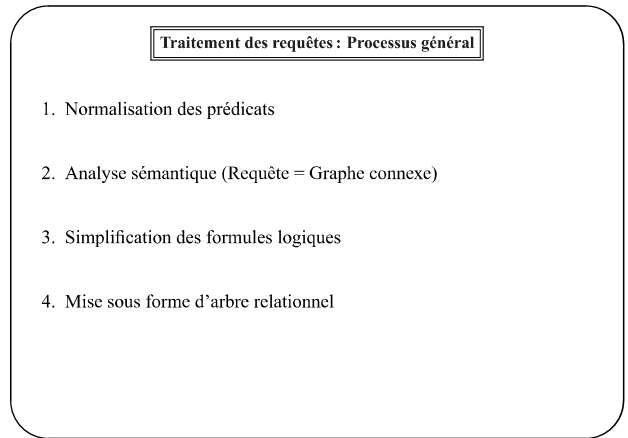 Traitement des requêtes : Processus général
1. Normalisation des prédicats
2. Analyse sémantique (Requête = Graphe connexe)
3. Simplification des formules logiques
4. Mise sous forme d’arbre relationnel